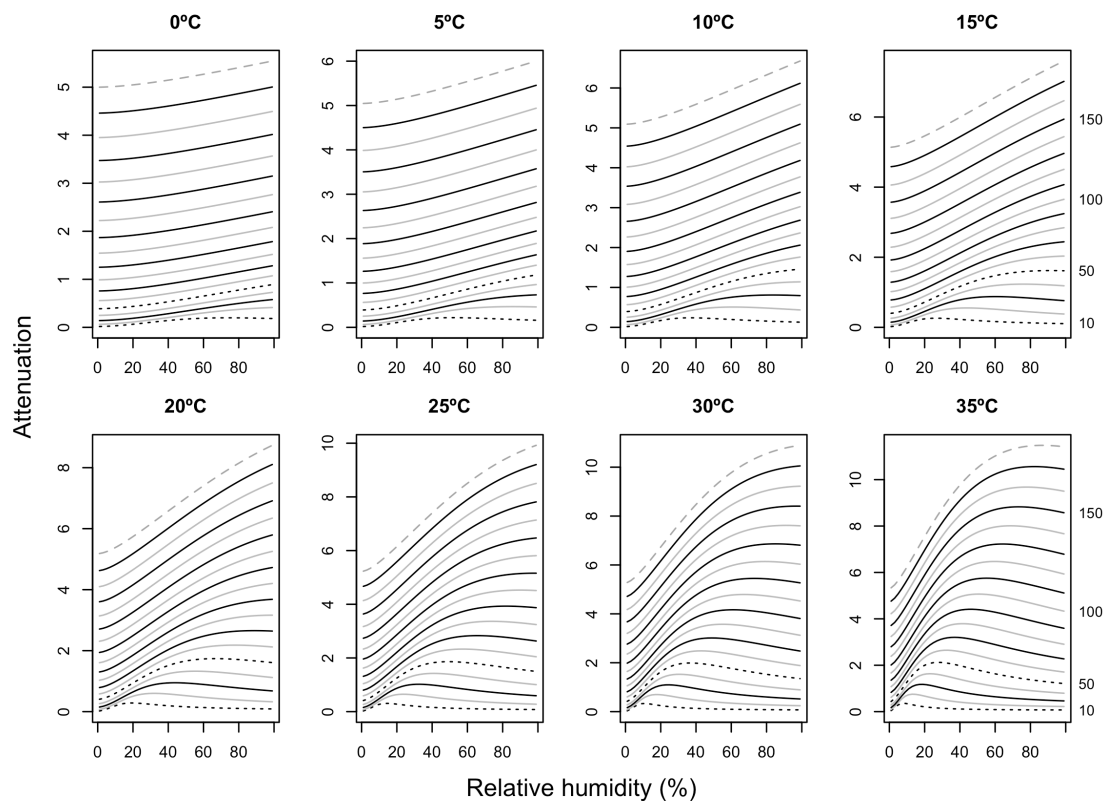 0ºC 5ºC 10ºC 15ºC
0 1 2 3 4 5
0 1 2 3 4 5 6
0 1 2 3 4 5 6
0 2 4 6
150
100
50
10
0 20 40 60 80 0 20 40 60 80 0 20 40 60 80 0 20 40 60 80
Attenuation
20ºC 25ºC 30ºC 35ºC
0 2 4 6 8
0 2 4 6 8 10
0 2 4 6 8 10
0 2 4 6 8 10
150
100
50
10
0 20 40 60 80 0 20 40 60 80 0 20 40 60 80 0 20 40 60 80
Relative humidity (%)